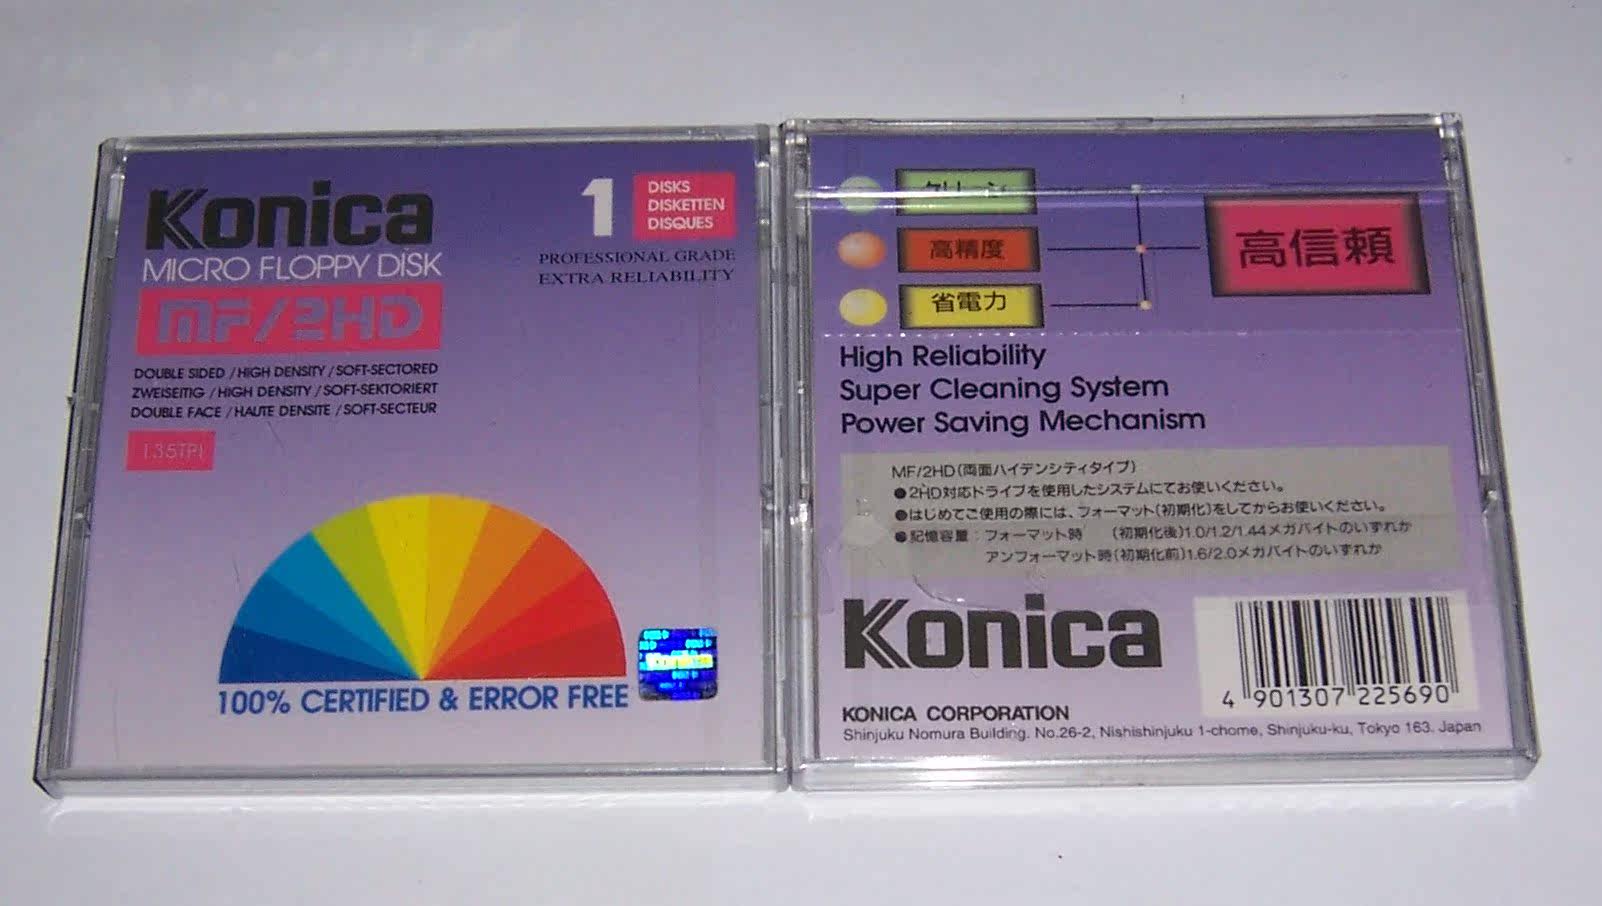 Konica
MICRO FLOPPY DISK
MF/2HD
DOUBLE SIDED / HIGH DENSITY / SOFT-SECTORED
ZWEISEITIG / HIGH DENSITY / SOFT-SEKTORIERT
DOUBLE FACE / HAUTE DENSITE / SOFT-SECTEUR
135TPI
1
DISKS
DISKETTEN
DISQUES
PROFESSIONAL GRADE
EXTRA RELIABILITY
100% CERTIFIED & ERROR FREE
クリーン
高精度
省電力
高信頼
High Reliability
Super Cleaning System
Power Saving Mechanism
MF/2HD(両面ハイデンシティタイプ)
●2HD対応ドライブを使用したシステムにてお使いください。
●はじめてご使用の際には、フォーマット(初期化)をしてからお使いください。
●記憶容量：フォーマット時 (初期化後)1.0/1.2/1.44メガバイトのいずれか
アンフォーマット時(初期化前)1.6/2.0メガバイトのいずれか
Konica
4 901307 225690
KONICA CORPORATION
Shinjuku Nomura Building. No.26-2, Nishishinjuku 1-chome, Shinjuku-ku, Tokyo 163. Japan